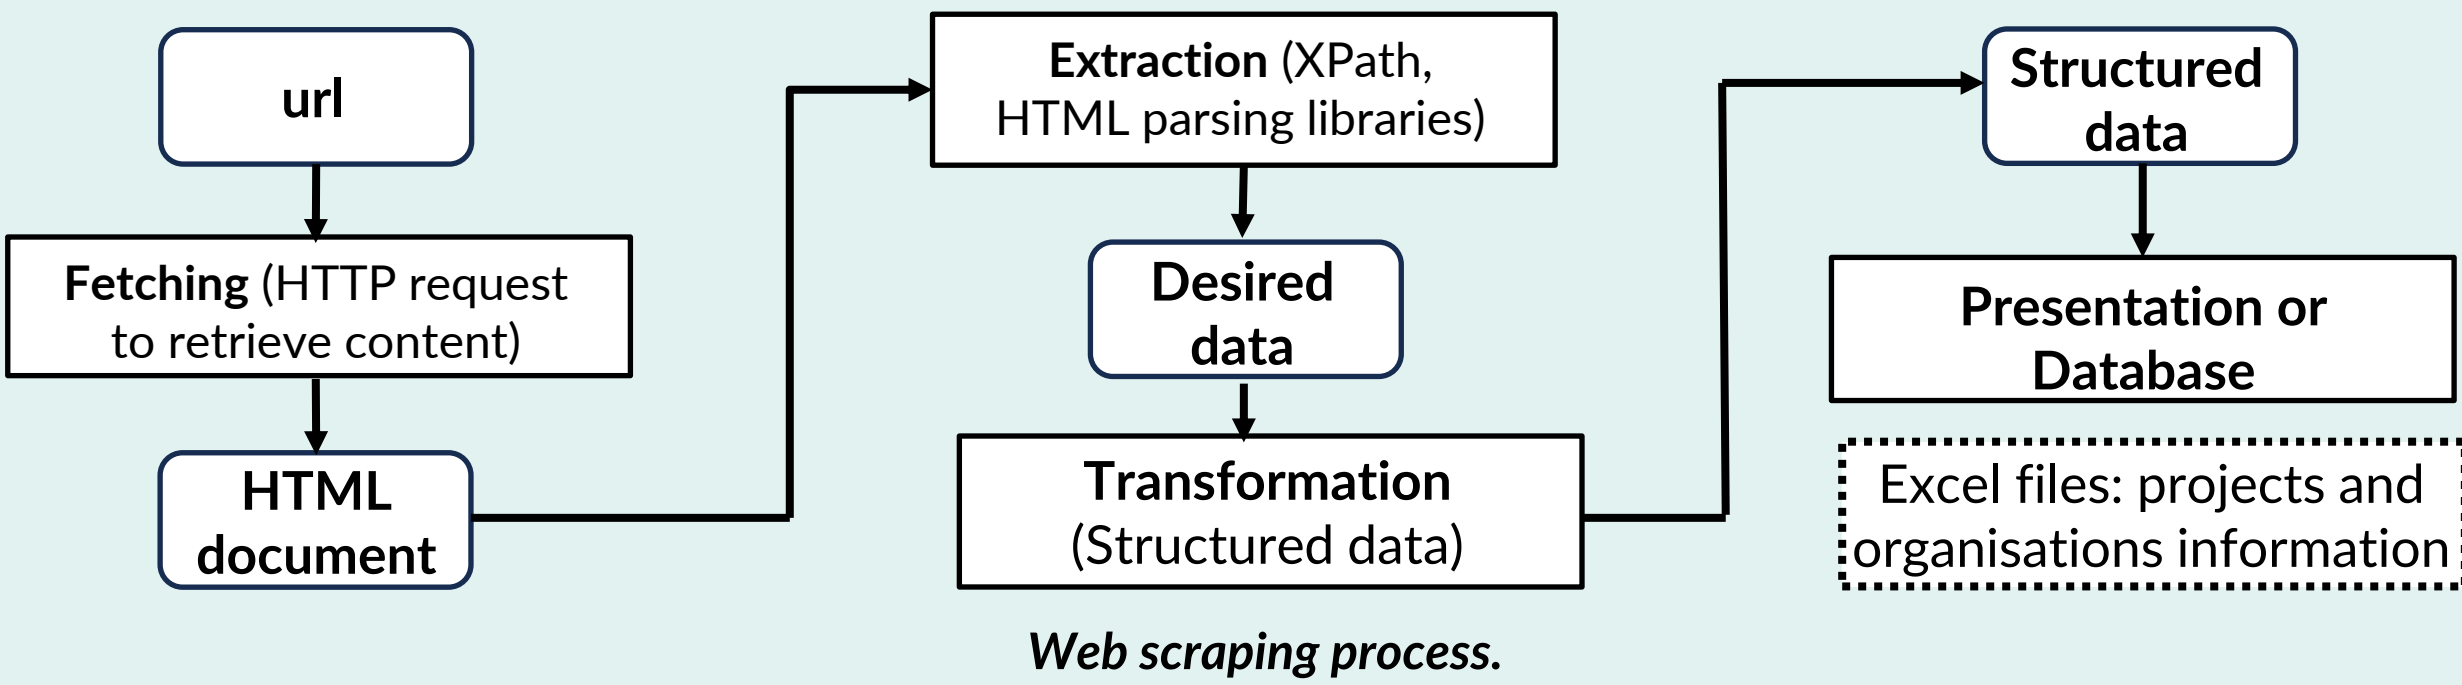 url
Fetching (HTTP request
to retrieve content)
HTML
document
Extraction (XPath,
HTML parsing libraries)
Desired
data
Transformation
(Structured data)
Structured
data
Presentation or
Database
Excel files: projects and
organisations information
Web scraping process.